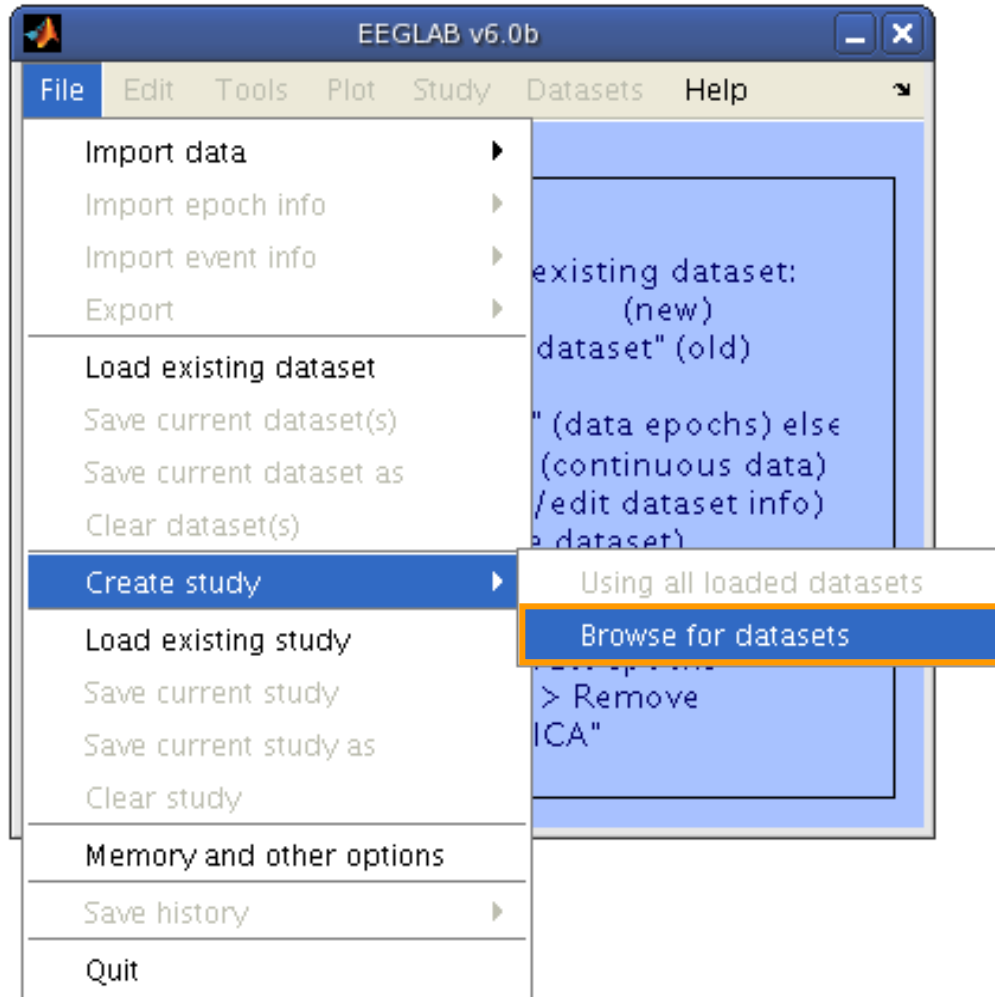 EEGLAB v6.0b
File Edit Tools Plot Study Datasets Help
Import data
Import epoch info
Import event info
Export
Load existing dataset
Save current dataset(s)
Save current dataset as
Clear dataset(s)
Create study
Load existing study
Save current study
Save current study as
Clear study
Memory and other options
Save history
Quit
Using all loaded datasets
Browse for datasets
existing dataset:
(new)
dataset" (old)
" (data epochs) else
(continuous data)
/edit dataset info)
dataset)
> Remove
ICA"